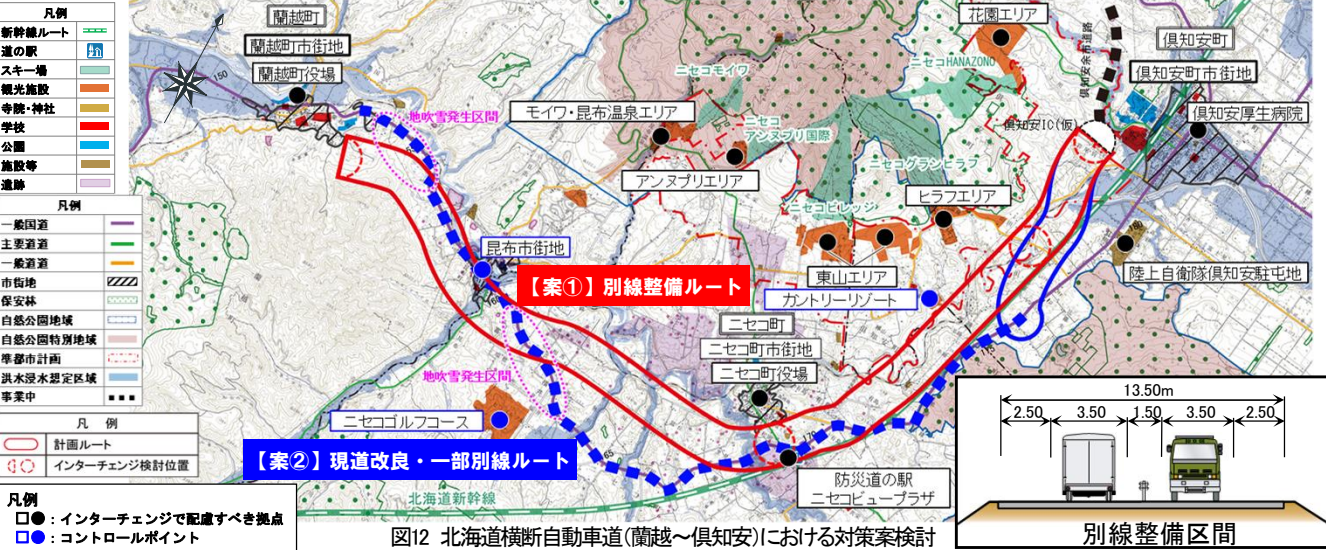 凡例
新幹線ルート
道の駅
スキー場
観光施設
寺院・神社
学校
公園
施設等
遺跡
凡例
一般国道
主要道道
一般道道
市街地
保安林
自然公園地域
自然公園特別地域
準都市計画
洪水浸水想定区域
事業中
凡 例
計画ルート
インターチェンジ検討位置
凡例
□●：インターチェンジで配慮すべき拠点
□●：コントロールポイント
蘭越町
蘭越町市街地
蘭越町役場
地吹雪発生区間
モイワ・昆布温泉エリア
ニセコモイワ
ニセコ
アンヌプリ国際
アンヌプリエリア
花園エリア
ニセコHANAZONO
ニセコグランヒラフ
ニセコビレッジ
ヒラフエリア
東山エリア
カントリーリゾート
倶知安余市道路
倶知安IC(仮)
倶知安町
倶知安町市街地
倶知安厚生病院
陸上自衛隊倶知安駐屯地
昆布市街地
【案①】別線整備ルート
ニセコ町
ニセコ町市街地
ニセコ町役場
地吹雪発生区間
ニセコゴルフコース
【案②】現道改良・一部別線ルート
北海道新幹線
防災道の駅
ニセコビュープラザ
13.50m
2.50 3.50 1.50 3.50 2.50
別線整備区間
図12 北海道横断自動車道(蘭越～倶知安)における対策案検討